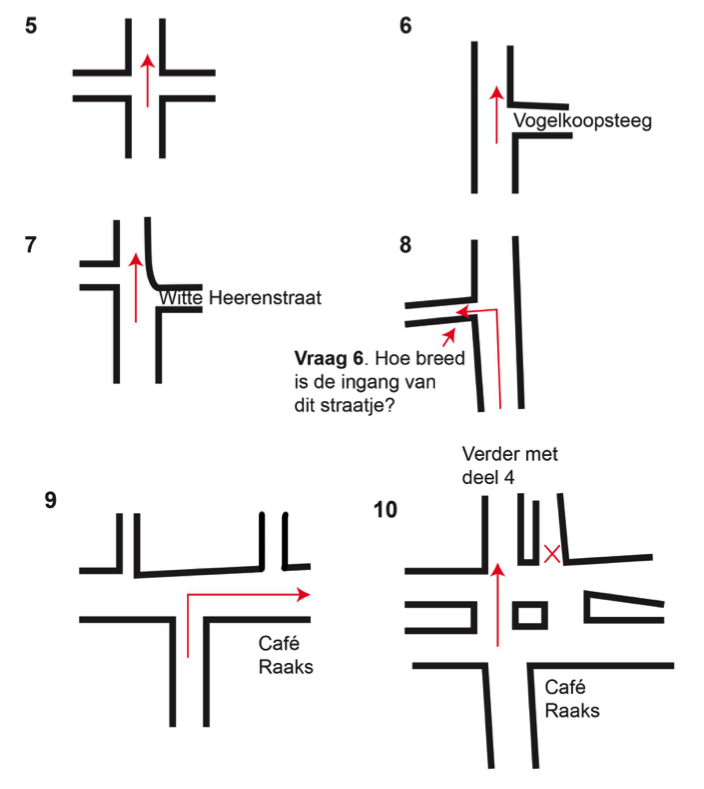 5
6
Vogelkoopsteeg
7
8
Witte Heerenstraat
Vraag 6. Hoe breed
is de ingang van
dit straatje?
9
Café
Raaks
Verder met
deel 4
10
Café
Raaks